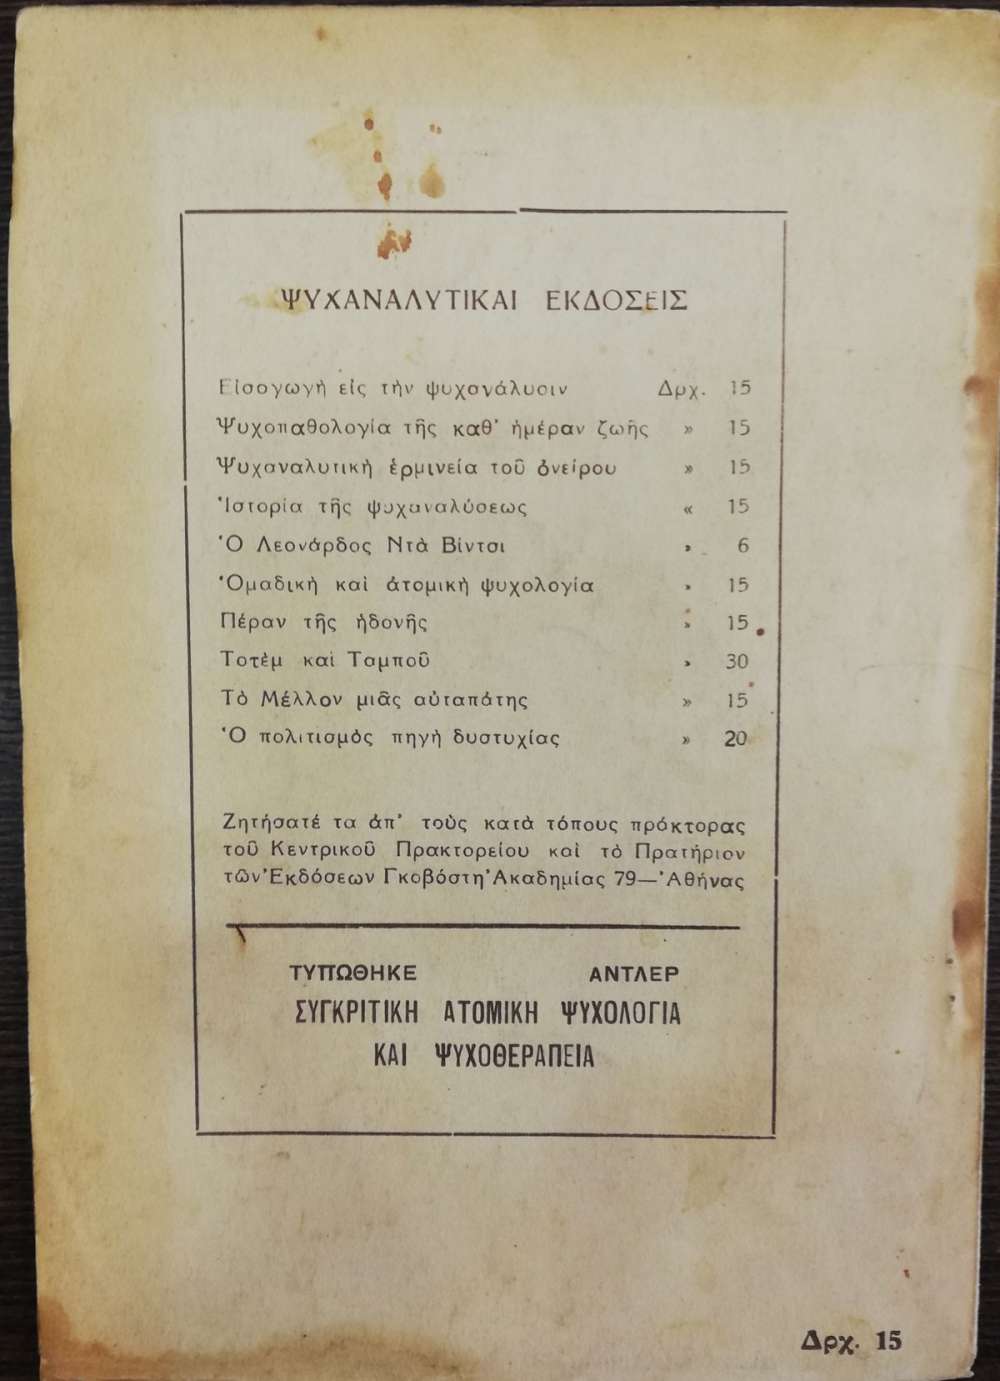 ΨΥΧΑΝΑΛΥΤΙΚΑΙ ΕΚΔΟΣΕΙΣ
Εἰσαγωγὴ εἰς τὴν ψυχανάλυσιν Δρχ. 15
Ψυχοπαθολογία τῆς καθ' ἡμέραν ζωῆς » 15
Ψυχαναλυτικὴ ἑρμινεία τοῦ ὀνείρου » 15
Ἱστορία τῆς ψυχαναλύσεως « 15
Ὁ Λεονάρδος Ντὰ Βίντσι » 6
Ὁμαδικὴ καὶ ἀτομικὴ ψυχολογία » 15
Πέραν τῆς ἡδονῆς » 15
Τοτὲμ καὶ Ταμποῦ » 30
Τὸ Μέλλον μιᾶς αὐταπάτης » 15
Ὁ πολιτισμὸς πηγὴ δυστυχίας » 20
Ζητήσατέ τα ἀπ' τοὺς κατὰ τόπους πράκτορας
τοῦ Κεντρικοῦ Πρακτορείου καὶ τὸ Πρατήριον
τῶν Ἐκδόσεων Γκοβόστη Ἀκαδημίας 79—Ἀθήνας
ΤΥΠΩΘΗΚΕ ΑΝΤΛΕΡ
ΣΥΓΚΡΙΤΙΚΗ ΑΤΟΜΙΚΗ ΨΥΧΟΛΟΓΙΑ
ΚΑΙ ΨΥΧΟΘΕΡΑΠΕΙΑ
Δρχ. 15